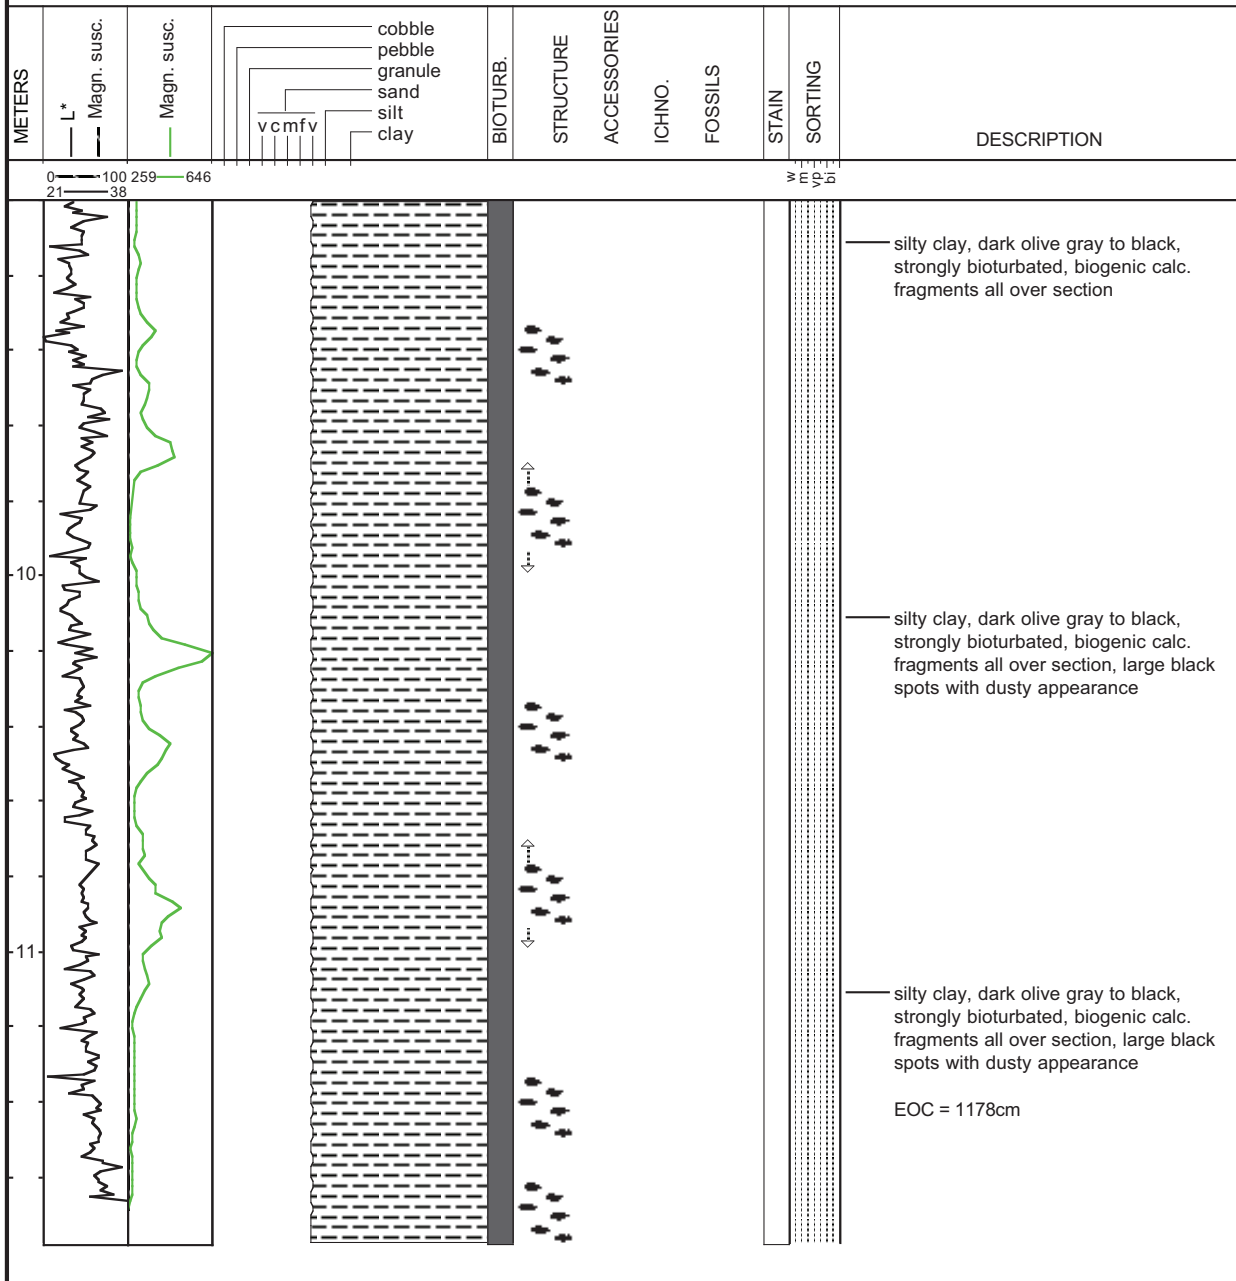 METERS
L*
Magn. susc.
Magn. susc.
cobble
pebble
granule
sand
silt
clay
v c m f v
BIOTURB.
STRUCTURE
ACCESSORIES
ICHNO.
FOSSILS
STAIN
SORTING
DESCRIPTION
0 100 259 646
21 38
w
m
vp
bi
silty clay, dark olive gray to black,
strongly bioturbated, biogenic calc.
fragments all over section
10
silty clay, dark olive gray to black,
strongly bioturbated, biogenic calc.
fragments all over section, large black
spots with dusty appearance
11
silty clay, dark olive gray to black,
strongly bioturbated, biogenic calc.
fragments all over section, large black
spots with dusty appearance
EOC = 1178cm